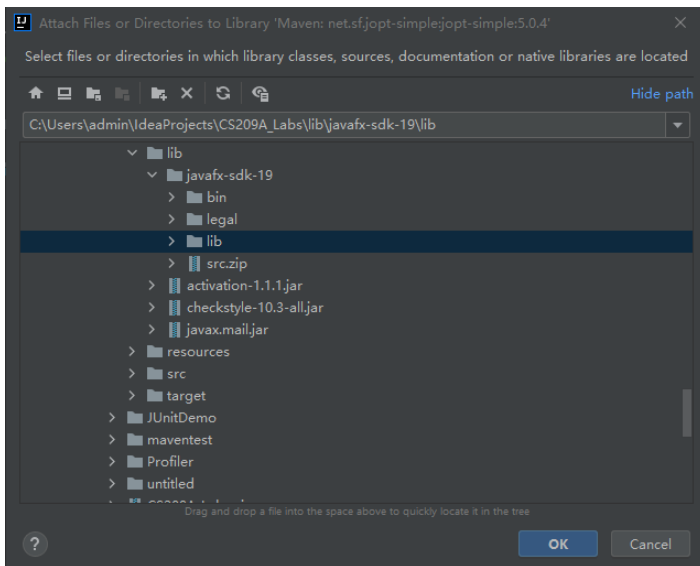 Attach Files or Directories to Library 'Maven: net.sf.jopt-simple:jopt-simple:5.0.4'
Select files or directories in which library classes, sources, documentation or native libraries are located
Hide path
C:\Users\admin\IdeaProjects\CS209A_Labs\lib\javafx-sdk-19\lib
lib
javafx-sdk-19
bin
legal
lib
src.zip
activation-1.1.1.jar
checkstyle-10.3-all.jar
javax.mail.jar
resources
src
target
JUnitDemo
maventest
Profiler
untitled
Drag and drop a file into the space above to quickly locate it in the tree
?
OK
Cancel